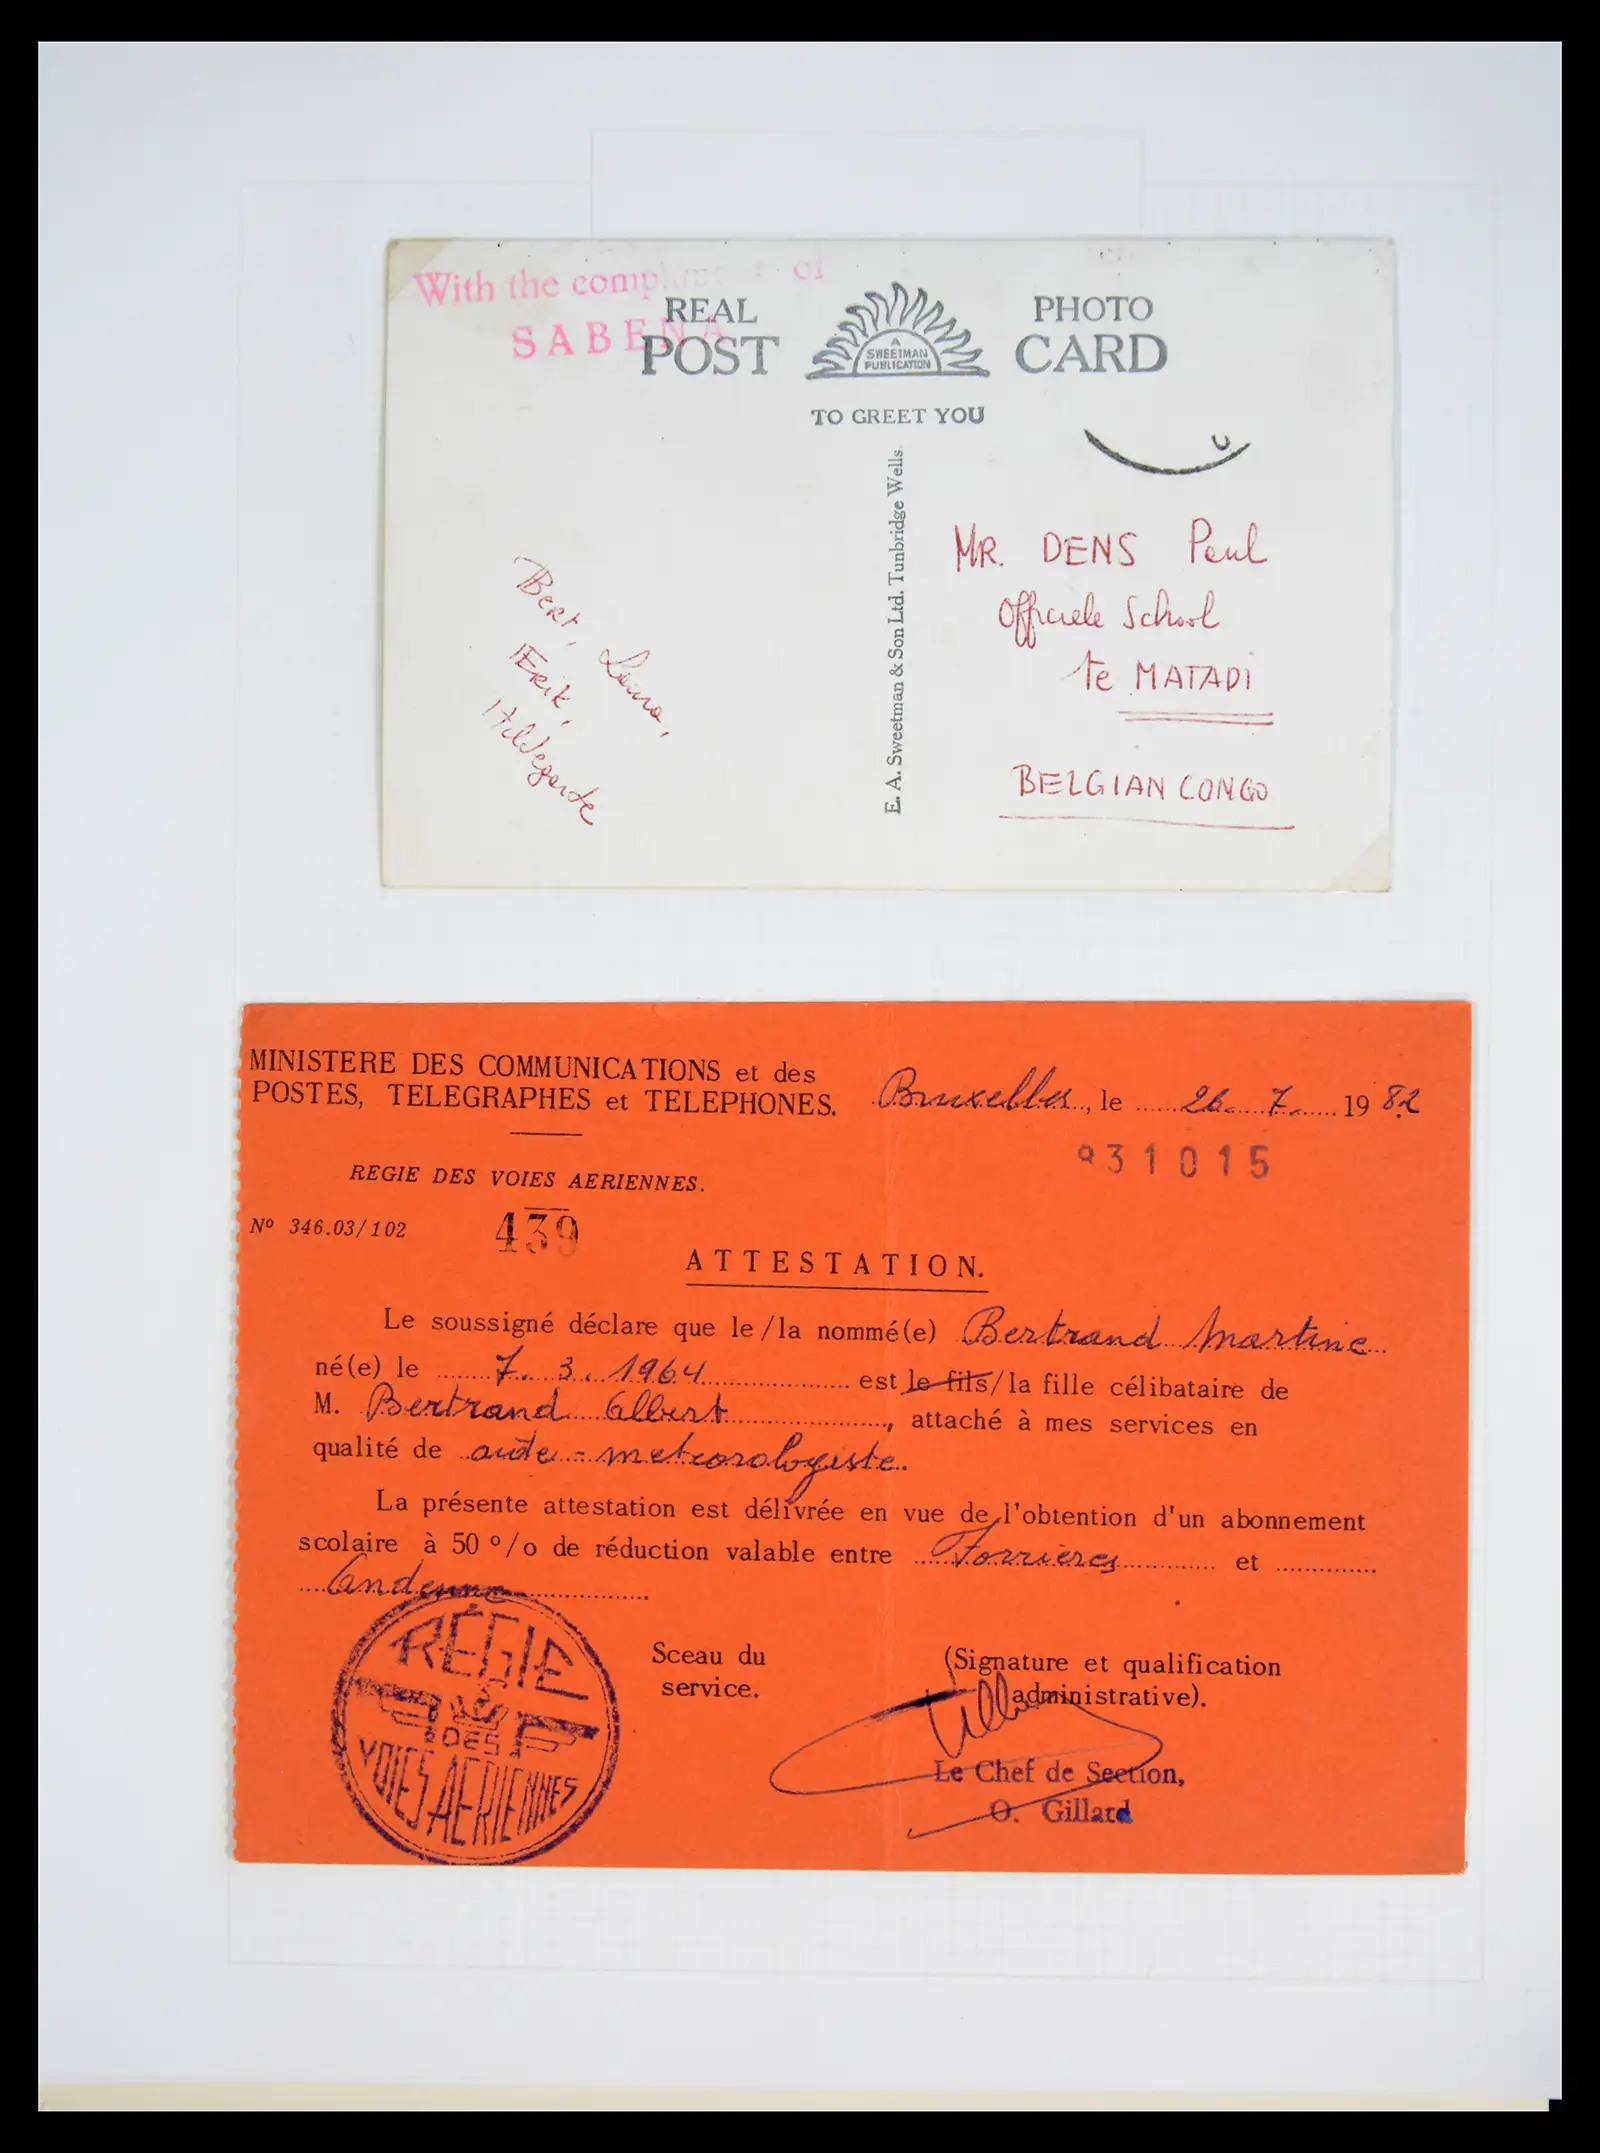 With the comp of
SABENA
REAL PHOTO
POST CARD
A
SWEETMAN
PUBLICATION
TO GREET YOU
E. A. Sweetman & Son Ltd. Tunbridge Wells
Bert, Laura,
Erik,
Hildegarde
MR. DENS Paul
Officiele School
te MATADI
BELGIAN CONGO
MINISTERE DES COMMUNICATIONS et des
POSTES, TELEGRAPHES et TELEPHONES.
Bruxelles, le 26. 7. 1982
931015
REGIE DES VOIES AERIENNES.
Nº 346.03/102 439
ATTESTATION.
Le soussigné déclare que le/la nommé(e) Bertrand Martine
né(e) le 7. 3. 1964 est le fils/la fille célibataire de
M. Bertrand Albert, attaché à mes services en
qualité de aide-meteorologiste.
La présente attestation est délivrée en vue de l'obtention d'un abonnement
scolaire à 50 º/o de réduction valable entre Forrières et
Andenne
RÉGIE
DES
VOIES AERIENNES
Sceau du
service.
(Signature et qualification
administrative).
Le Chef de Section,
O. Gillard